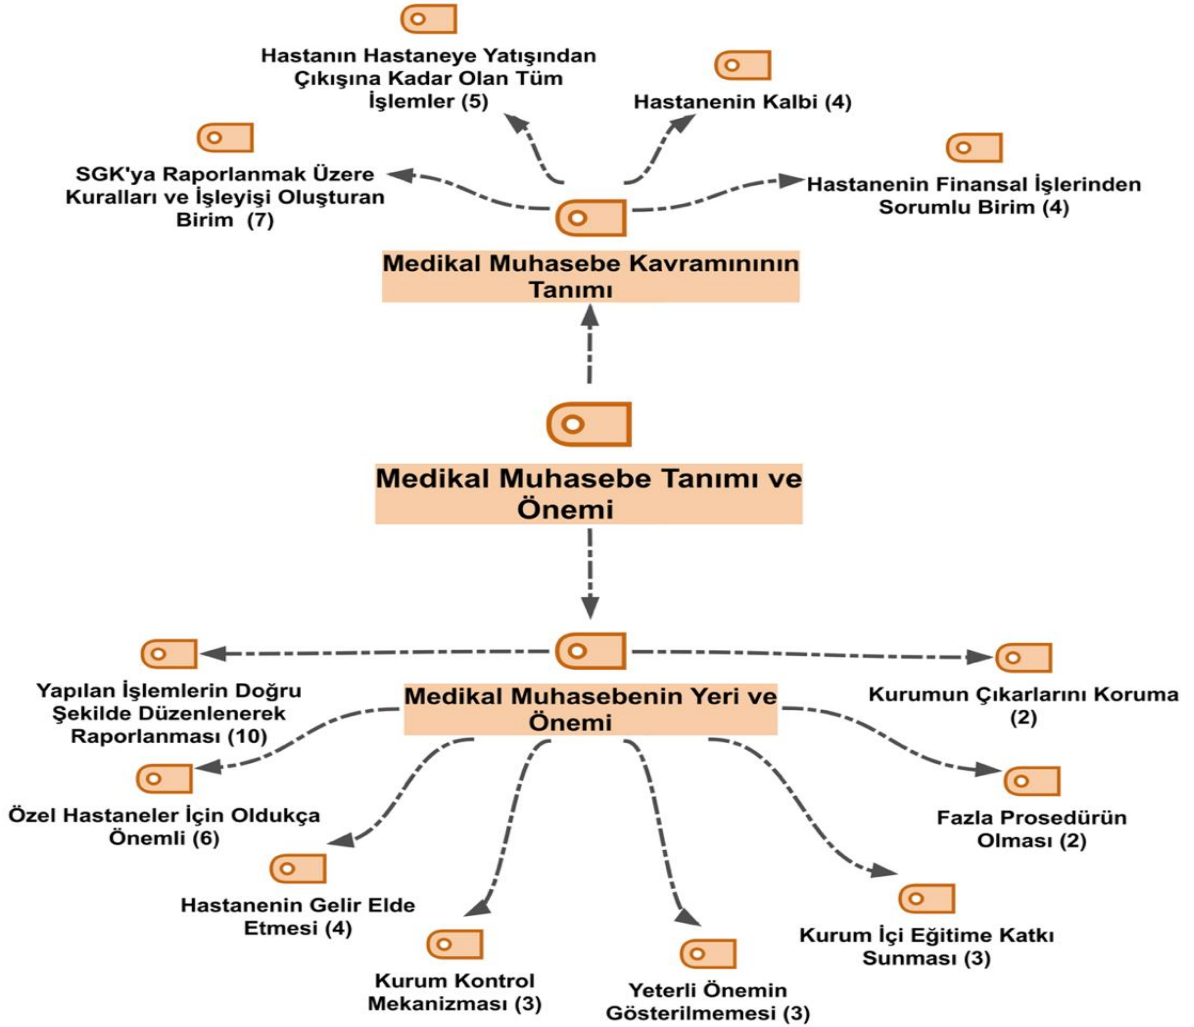 Hastanın Hastaneye Yatışından
Çıkışına Kadar Olan Tüm
İşlemler (5)
Hastanenin Kalbi (4)
SGK'ya Raporlanmak Üzere
Kuralları ve İşleyişi Oluşturan
Birim (7)
Hastanenin Finansal İşlerinden
Sorumlu Birim (4)
Medikal Muhasebe Kavramınının
Tanımı
Medikal Muhasebe Tanımı ve
Önemi
Medikal Muhasebenin Yeri ve
Önemi
Yapılan İşlemlerin Doğru
Şekilde Düzenlenerek
Raporlanması (10)
Kurumun Çıkarlarını Koruma
(2)
Özel Hastaneler İçin Oldukça
Önemli (6)
Fazla Prosedürün
Olması (2)
Hastanenin Gelir Elde
Etmesi (4)
Kurum İçi Eğitime Katkı
Sunması (3)
Kurum Kontrol
Mekanizması (3)
Yeterli Önemin
Gösterilmemesi (3)